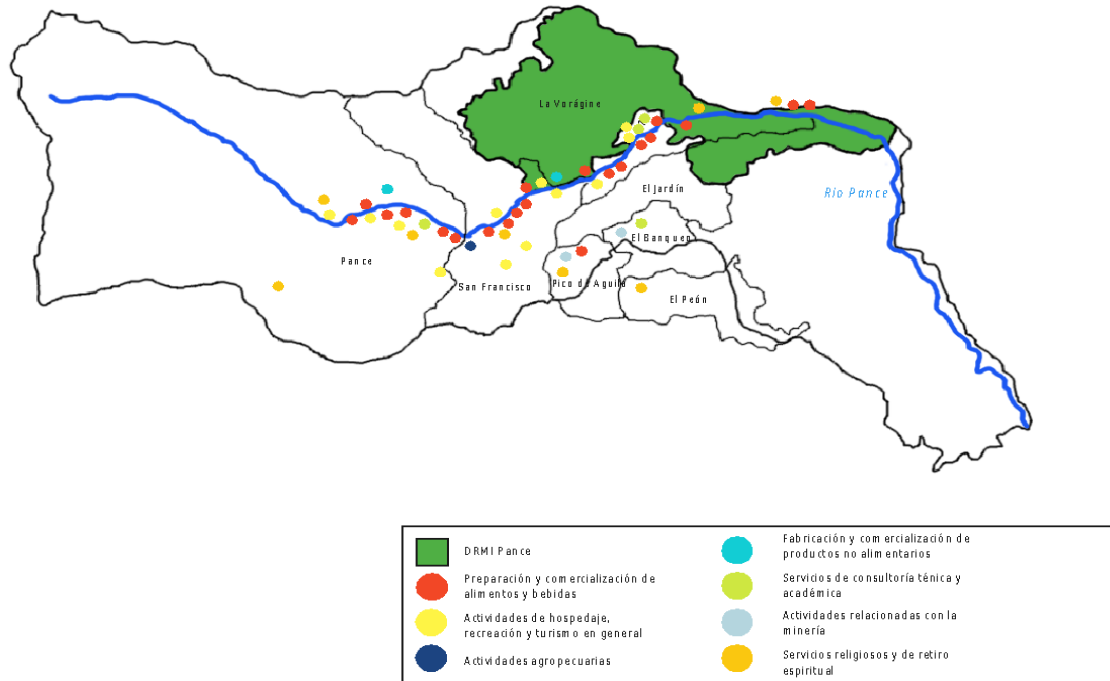 La Vorágine
Río Pance
El Jardín
El Banqueo
Pance
San Francisco
Pico de Aguila
El Peón
DRMI Pance
Preparación y comercialización de
alimentos y bebidas
Actividades de hospedaje,
recreación y turismo en general
Actividades agropecuarias
Fabricación y comercialización de
productos no alimentarios
Servicios de consultoría ténica y
académica
Actividades relacionadas con la
minería
Servicios religiosos y de retiro
espiritual